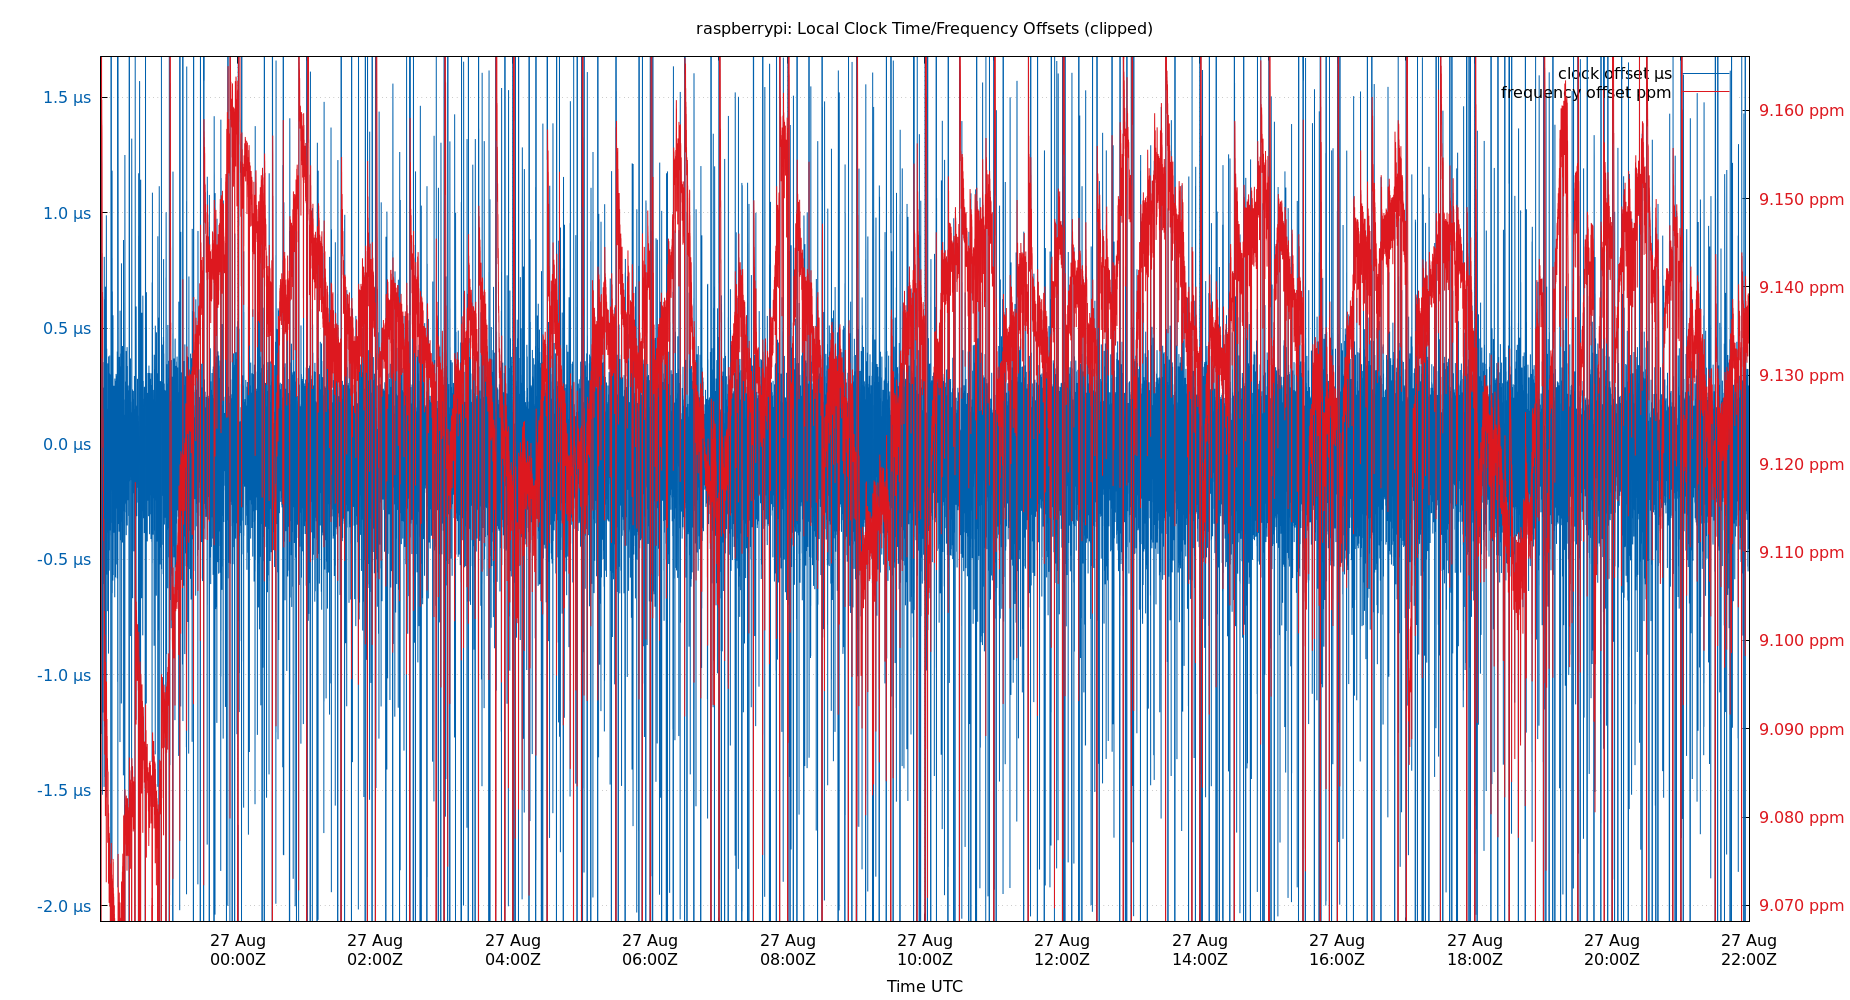 raspberrypi: Local Clock Time/Frequency Offsets (clipped)
clock offset µs
frequency offset ppm
1.5 µs
1.0 µs
0.5 µs
0.0 µs
-0.5 µs
-1.0 µs
-1.5 µs
-2.0 µs
9.160 ppm
9.150 ppm
9.140 ppm
9.130 ppm
9.120 ppm
9.110 ppm
9.100 ppm
9.090 ppm
9.080 ppm
9.070 ppm
27 Aug 27 Aug 27 Aug 27 Aug 27 Aug 27 Aug 27 Aug 27 Aug 27 Aug 27 Aug 27 Aug 27 Aug
00:00Z 02:00Z 04:00Z 06:00Z 08:00Z 10:00Z 12:00Z 14:00Z 16:00Z 18:00Z 20:00Z 22:00Z
Time UTC